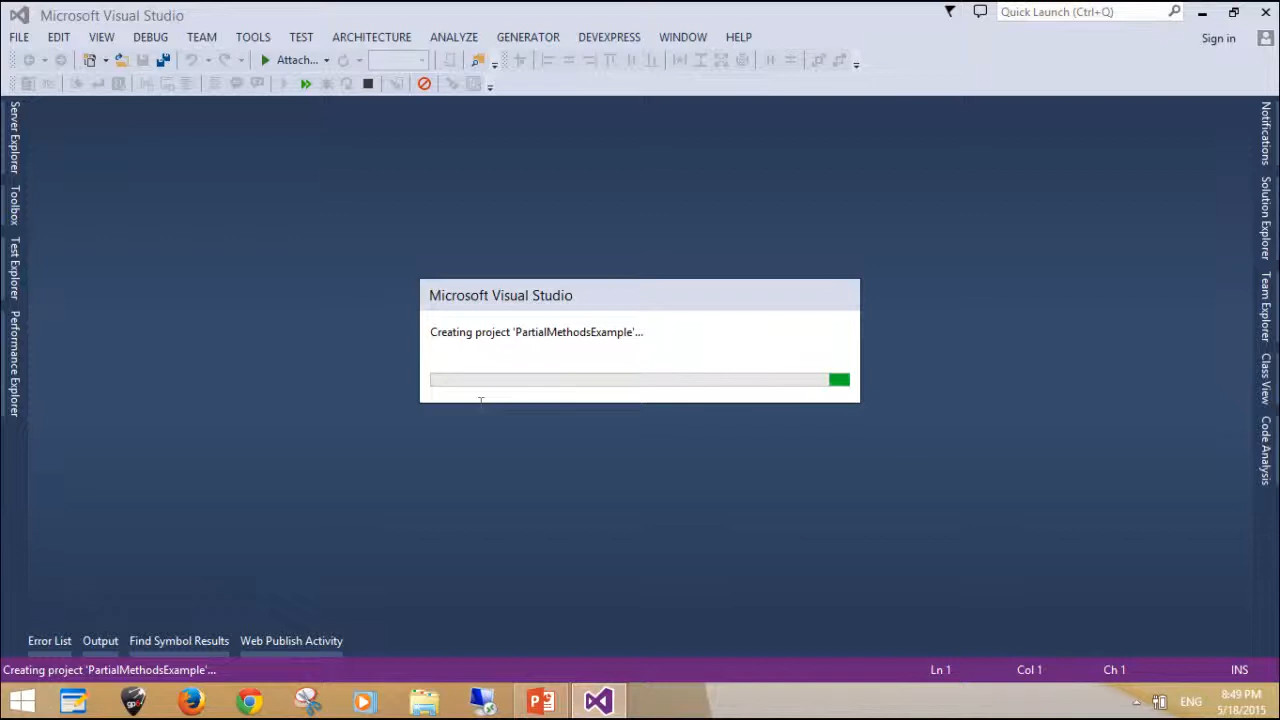 Microsoft Visual Studio
Quick Launch (Ctrl+Q)
FILE EDIT VIEW DEBUG TEAM TOOLS TEST ARCHITECTURE ANALYZE GENERATOR DEVEXPRESS WINDOW HELP
Sign in
Attach...
Server Explorer
Toolbox
Test Explorer
Performance Explorer
Notifications
Solution Explorer
Team Explorer
Class View
Code Analysis
Microsoft Visual Studio
Creating project 'PartialMethodsExample'...
Error List Output Find Symbol Results Web Publish Activity
Creating project 'PartialMethodsExample'... Ln 1 Col 1 Ch 1 INS
ENG
8:49 PM
5/18/2015